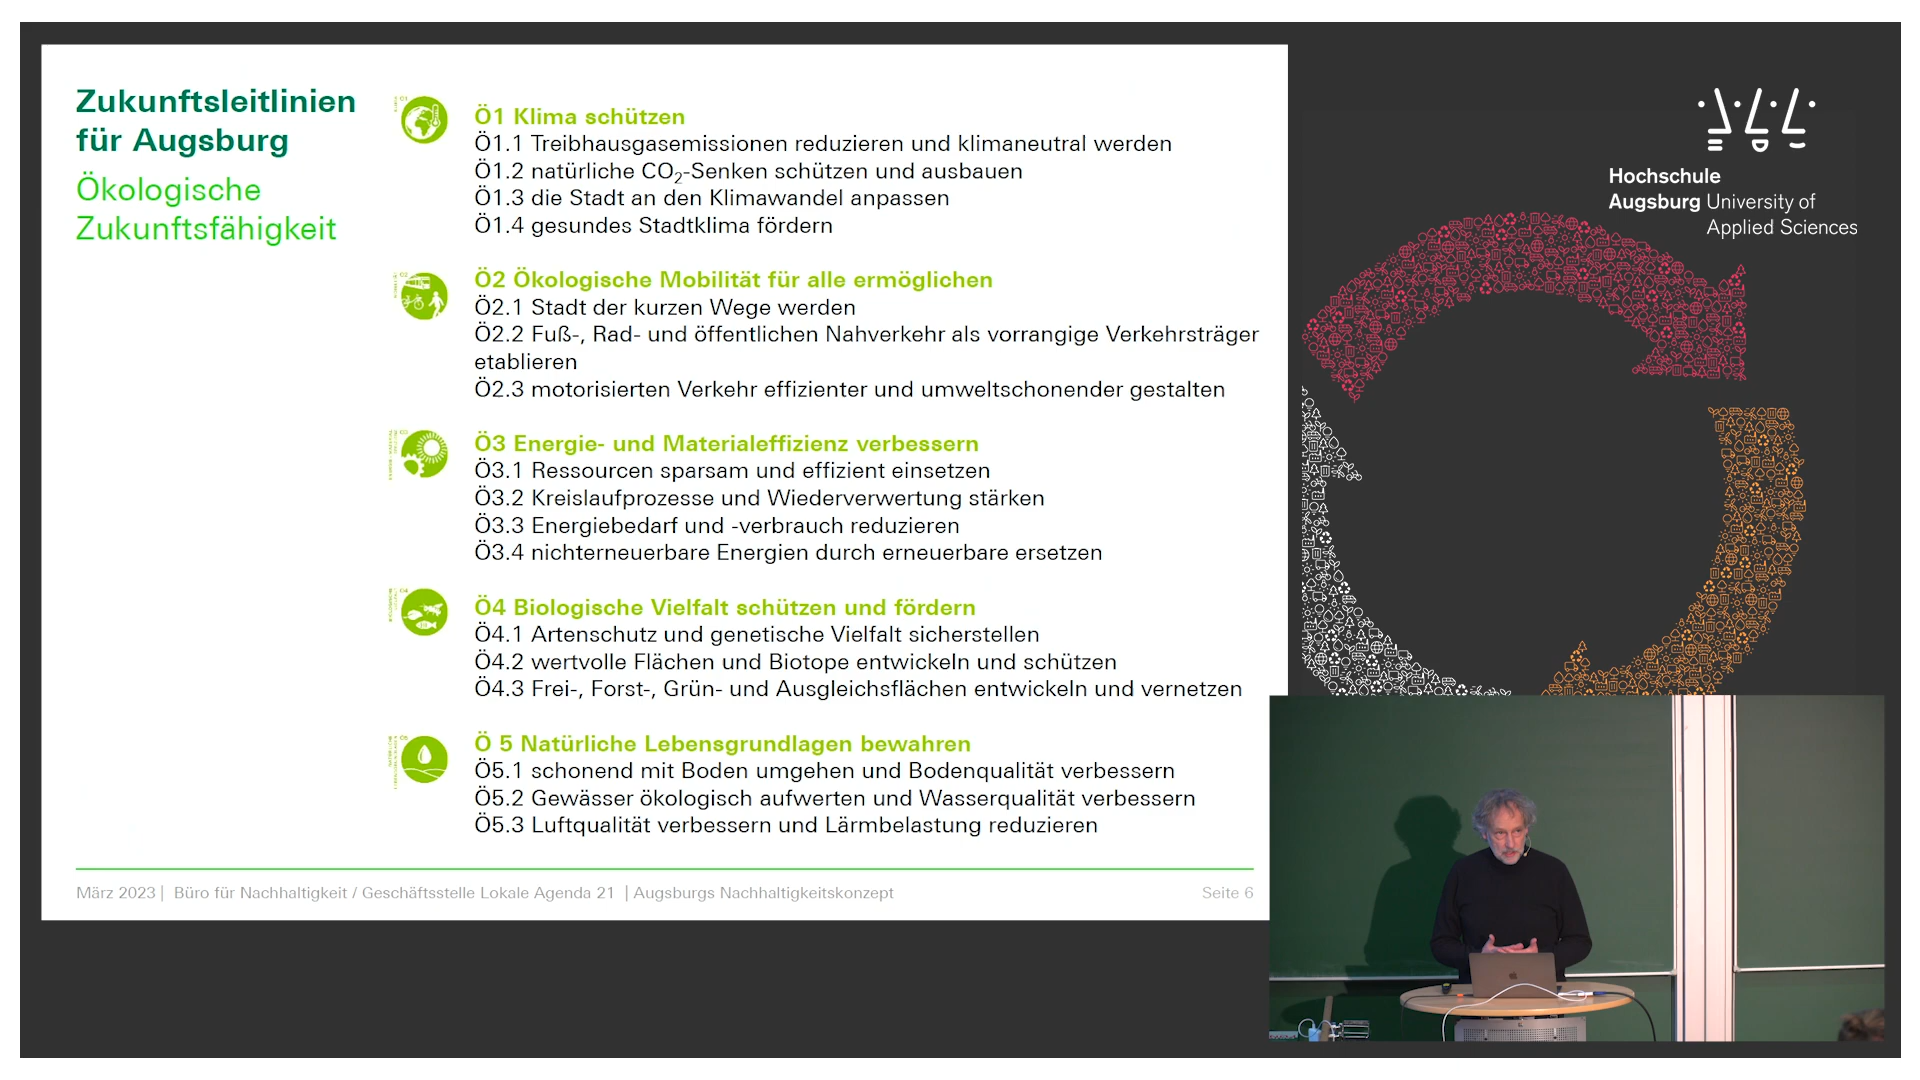 Zukunftsleitlinien
für Augsburg
Ökologische
Zukunftsfähigkeit
Ö1 Klima schützen
Ö1.1 Treibhausgasemissionen reduzieren und klimaneutral werden
Ö1.2 natürliche CO₂-Senken schützen und ausbauen
Ö1.3 die Stadt an den Klimawandel anpassen
Ö1.4 gesundes Stadtklima fördern
Ö2 Ökologische Mobilität für alle ermöglichen
Ö2.1 Stadt der kurzen Wege werden
Ö2.2 Fuß-, Rad- und öffentlichen Nahverkehr als vorrangige Verkehrsträger
etablieren
Ö2.3 motorisierten Verkehr effizienter und umweltschonender gestalten
Ö3 Energie- und Materialeffizienz verbessern
Ö3.1 Ressourcen sparsam und effizient einsetzen
Ö3.2 Kreislaufprozesse und Wiederverwertung stärken
Ö3.3 Energiebedarf und -verbrauch reduzieren
Ö3.4 nichterneuerbare Energien durch erneuerbare ersetzen
Ö4 Biologische Vielfalt schützen und fördern
Ö4.1 Artenschutz und genetische Vielfalt sicherstellen
Ö4.2 wertvolle Flächen und Biotope entwickeln und schützen
Ö4.3 Frei-, Forst-, Grün- und Ausgleichsflächen entwickeln und vernetzen
Ö 5 Natürliche Lebensgrundlagen bewahren
Ö5.1 schonend mit Boden umgehen und Bodenqualität verbessern
Ö5.2 Gewässer ökologisch aufwerten und Wasserqualität verbessern
Ö5.3 Luftqualität verbessern und Lärmbelastung reduzieren
März 2023 | Büro für Nachhaltigkeit / Geschäftsstelle Lokale Agenda 21 | Augsburgs Nachhaltigkeitskonzept
Seite 6
Hochschule
Augsburg University of
Applied Sciences